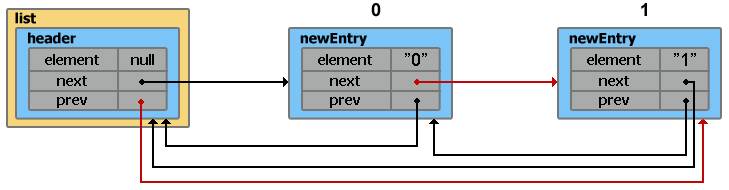 0 1
list
header newEntry newEntry
element null element ”0” element ”1”
next next next
prev prev prev